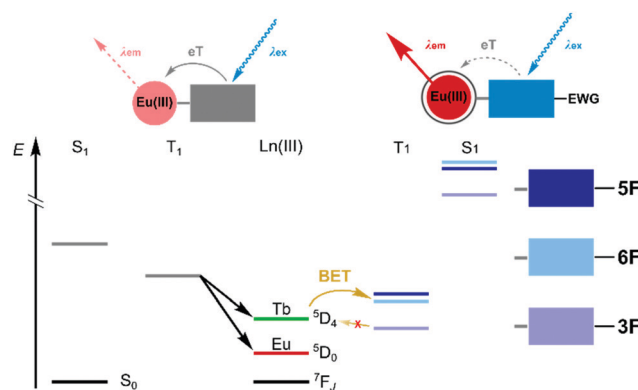 λem
eT
λex
Eu(III)
λem
eT
λex
Eu(III)
EWG
E
S1
T1
Ln(III)
T1
S1
5F
6F
3F
BET
Tb
⁵D₄
x
Eu
⁵D₀
S₀
⁷F_J